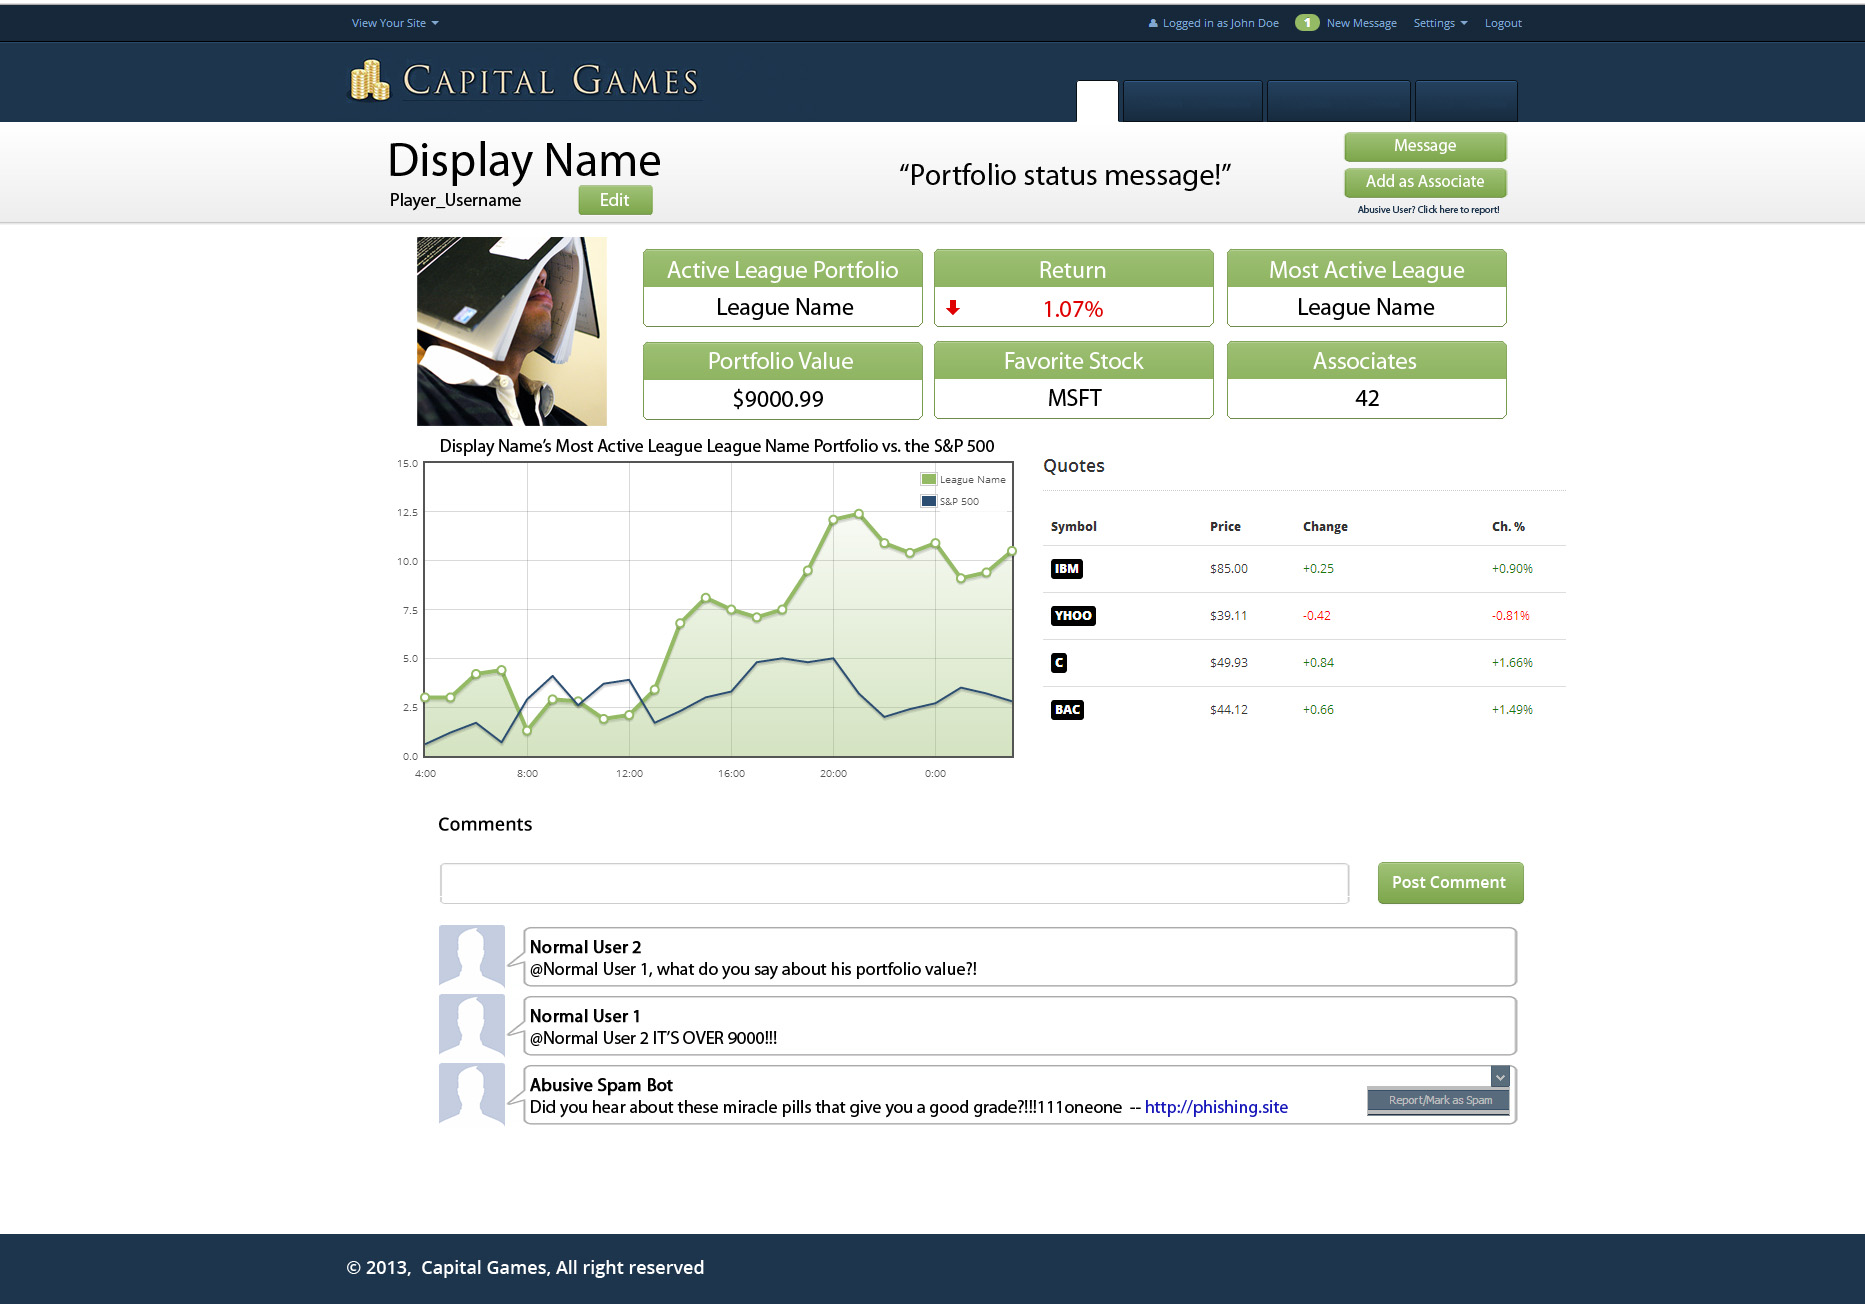 View Your Site
Logged in as John Doe
1 New Message
Settings
Logout
CAPITAL GAMES
Display Name
Player_Username
Edit
“Portfolio status message!”
Message
Add as Associate
Abusive User? Click here to report!
Active League Portfolio
League Name
Return
1.07%
Most Active League
League Name
Portfolio Value
$9000.99
Favorite Stock
MSFT
Associates
42
Display Name’s Most Active League League Name Portfolio vs. the S&P 500
15.0
12.5
10.0
7.5
5.0
2.5
0.0
4:00 8:00 12:00 16:00 20:00 0:00
League Name
S&P 500
Quotes
Symbol Price Change Ch. %
IBM $85.00 +0.25 +0.90%
YHOO $39.11 -0.42 -0.81%
C $49.93 +0.84 +1.66%
BAC $44.12 +0.66 +1.49%
Comments
Post Comment
Normal User 2
@Normal User 1, what do you say about his portfolio value?!
Normal User 1
@Normal User 2 IT’S OVER 9000!!!
Abusive Spam Bot
Did you hear about these miracle pills that give you a good grade?!!!111oneone -- http://phishing.site
Report/Mark as Spam
© 2013, Capital Games, All right reserved